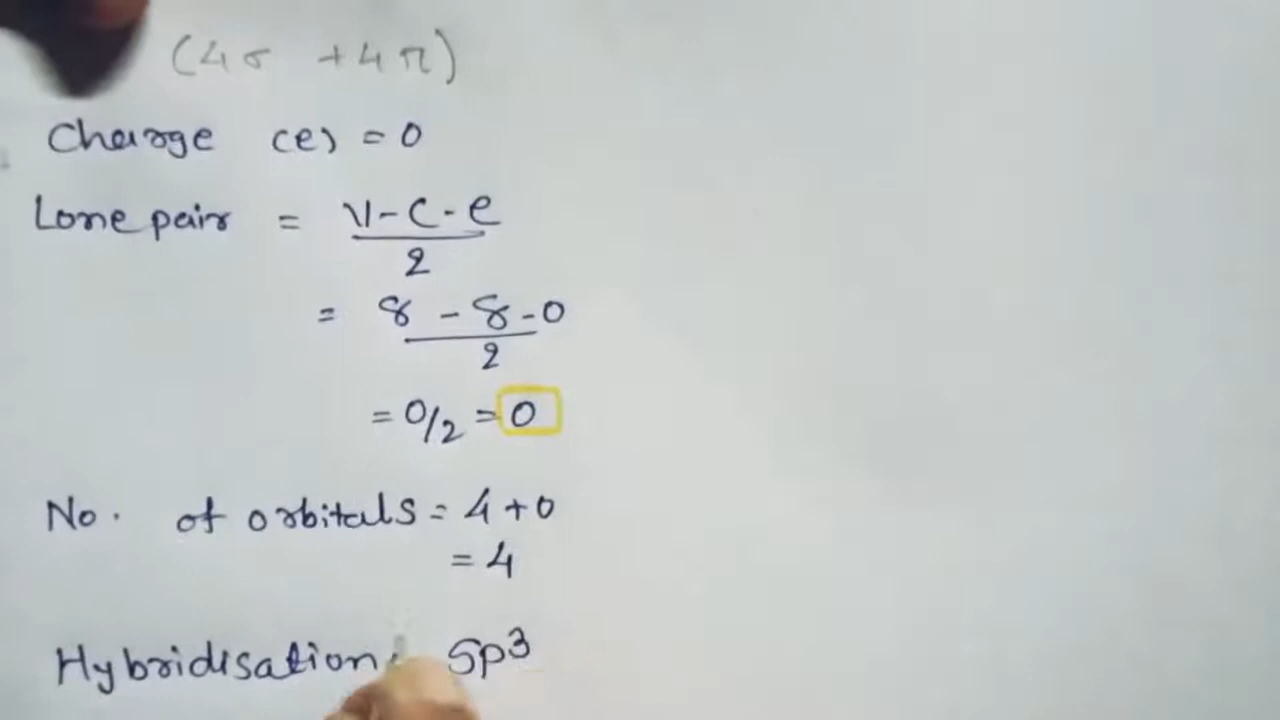 (4σ +4π)
Charge (e) = 0
Lone pair = V-C-e
2
= 8 - 8-0
2
= 0/2 = 0
No. of orbitals = 4+0
= 4
Hybridisation Sp³